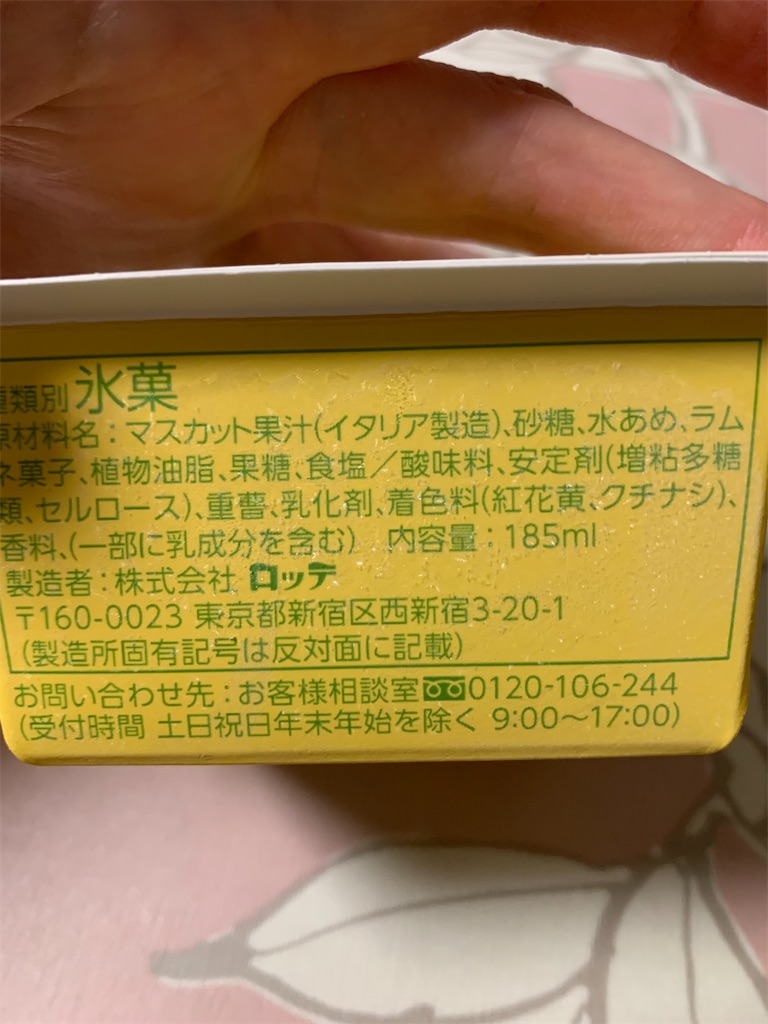 種類別 氷菓
原材料名：マスカット果汁(イタリア製造)、砂糖、水あめ、ラム
ネ菓子、植物油脂、果糖、食塩／酸味料、安定剤(増粘多糖
類、セルロース)、重曹、乳化剤、着色料(紅花黄、クチナシ)、
香料、(一部に乳成分を含む)　内容量：185ml
製造者：株式会社 ロッテ
〒160-0023 東京都新宿区西新宿3-20-1
(製造所固有記号は反対面に記載)
お問い合わせ先：お客様相談室 0120-106-244
(受付時間 土日祝日年末年始を除く 9:00～17:00)